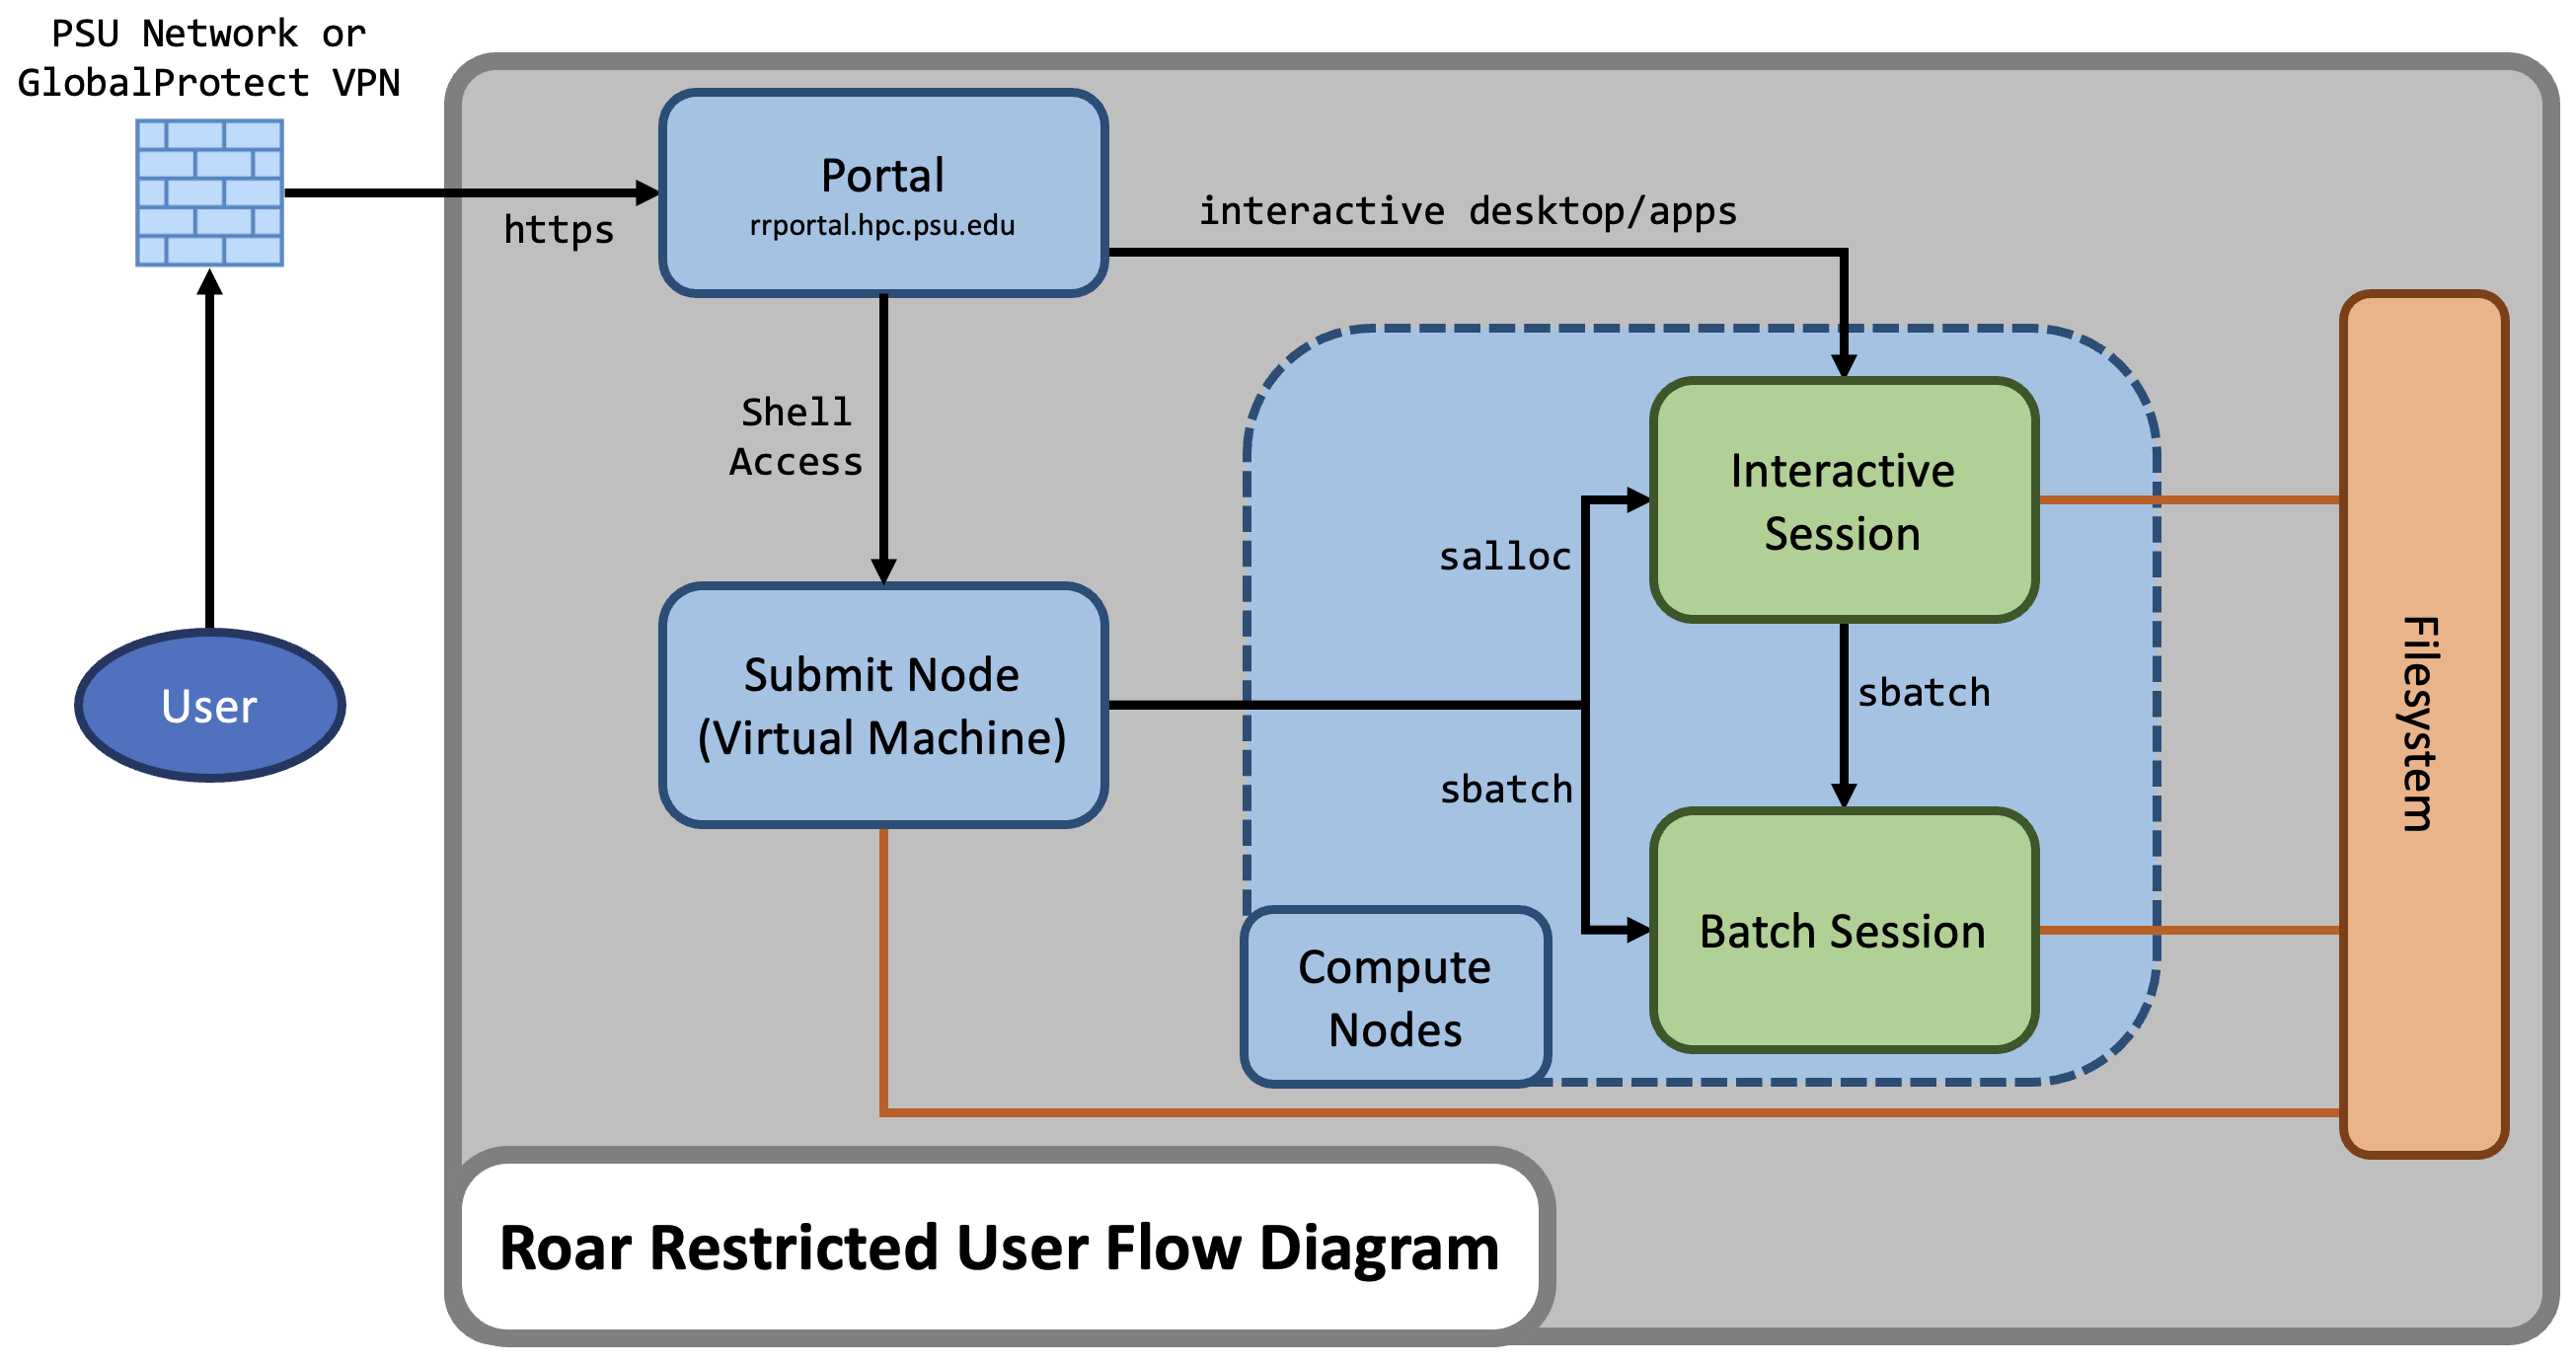 PSU Network or
GlobalProtect VPN
https
Portal
rrportal.hpc.psu.edu
interactive desktop/apps
Shell
Access
User
Submit Node
(Virtual Machine)
salloc
sbatch
Interactive
Session
sbatch
Batch Session
Compute
Nodes
Filesystem
Roar Restricted User Flow Diagram